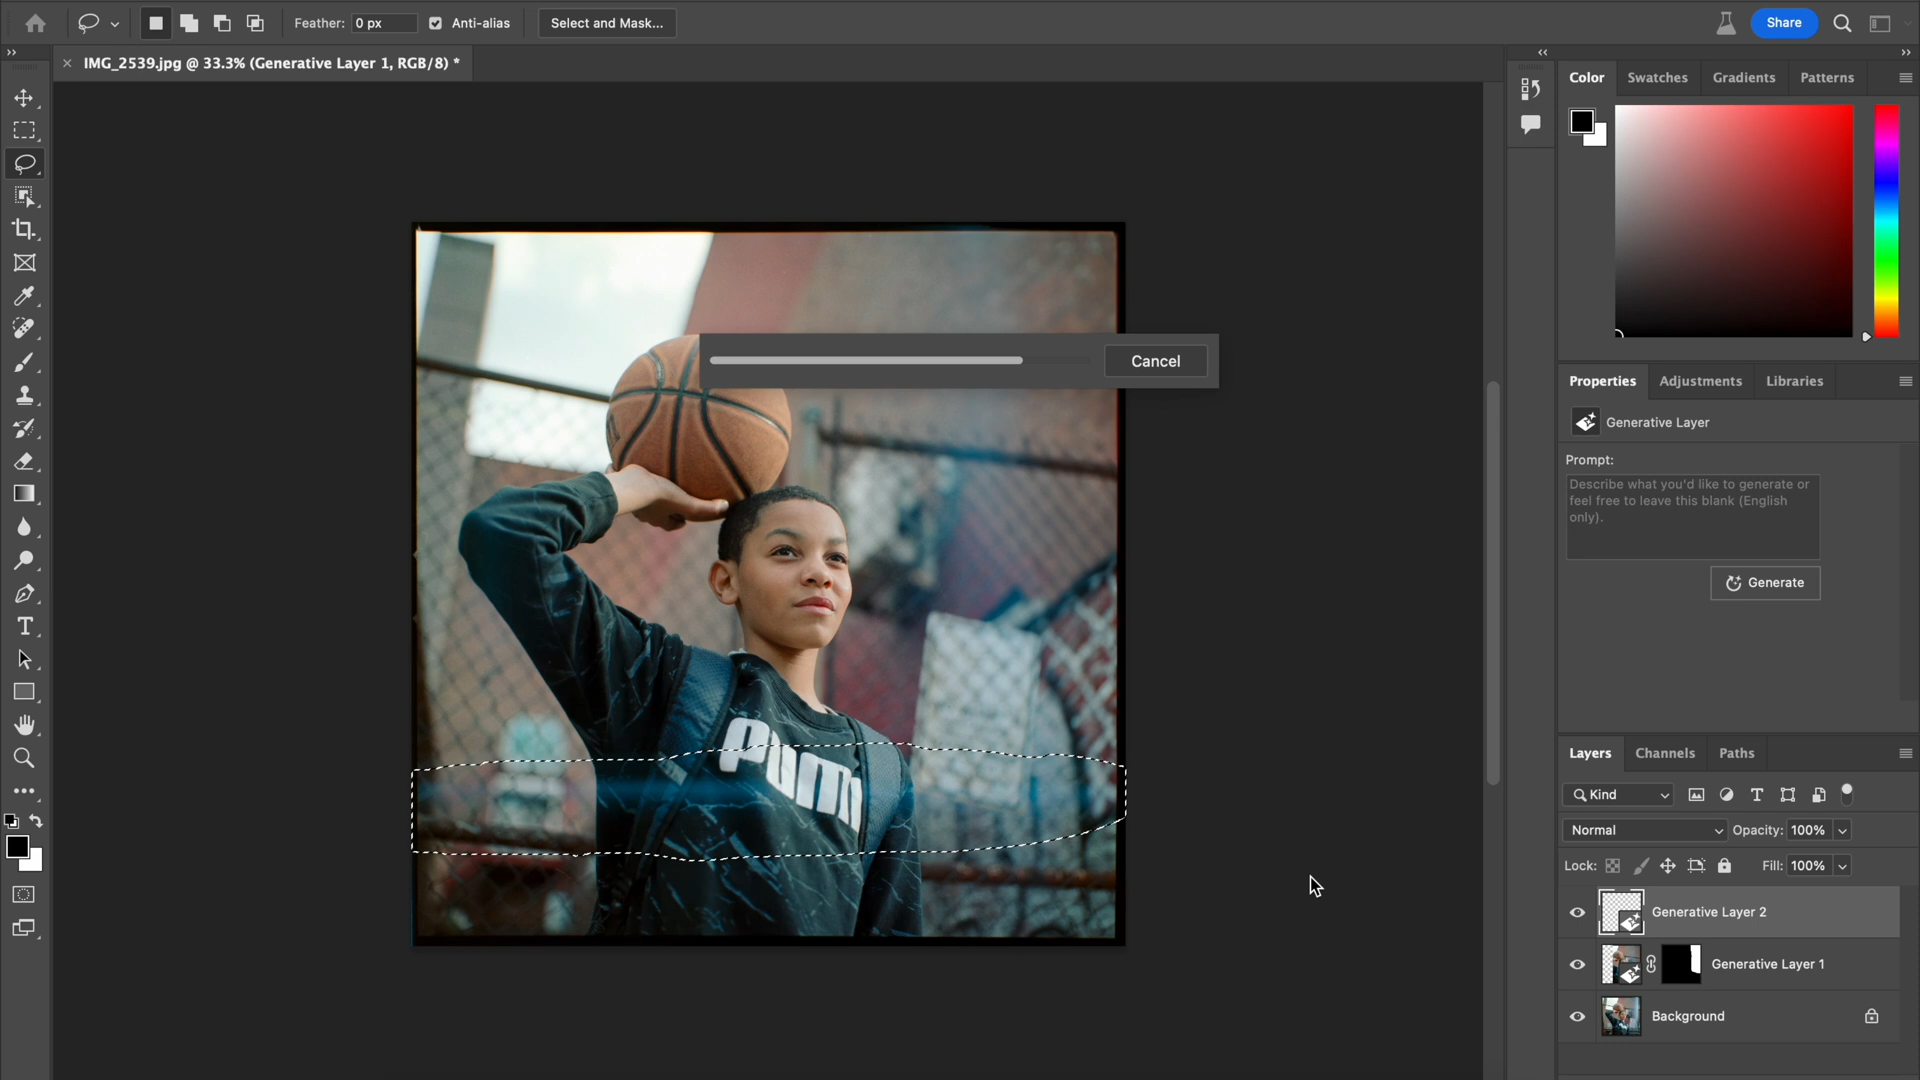 Feather: 0 px Anti-alias Select and Mask... Share
× IMG_2539.jpg @ 33.3% (Generative Layer 1, RGB/8) *
Color Swatches Gradients Patterns
Cancel
Properties Adjustments Libraries
Generative Layer
Prompt:
Describe what you'd like to generate or
feel free to leave this blank (English
only).
Generate
PUMA
Layers Channels Paths
Kind
Normal Opacity: 100%
Lock: Fill: 100%
Generative Layer 2
Generative Layer 1
Background